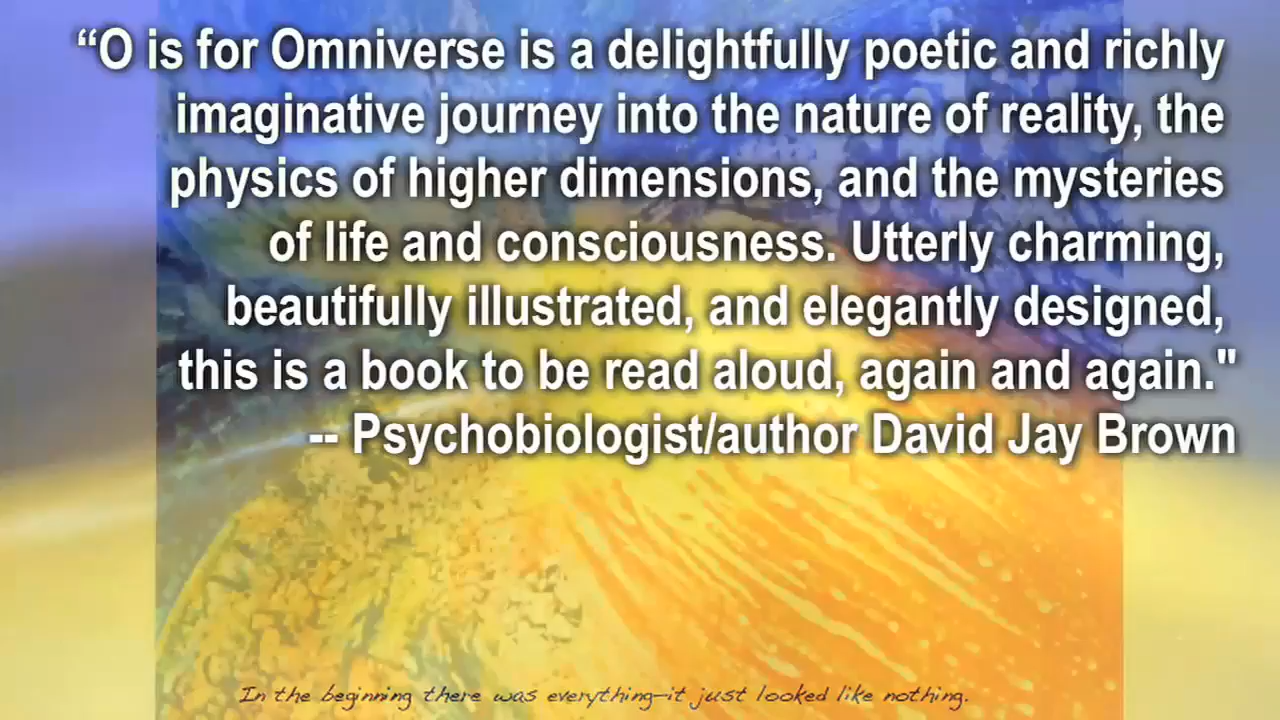 “O is for Omniverse is a delightfully poetic and richly
imaginative journey into the nature of reality, the
physics of higher dimensions, and the mysteries
of life and consciousness. Utterly charming,
beautifully illustrated, and elegantly designed,
this is a book to be read aloud, again and again."
-- Psychobiologist/author David Jay Brown
In the beginning there was everything—it just looked like nothing.